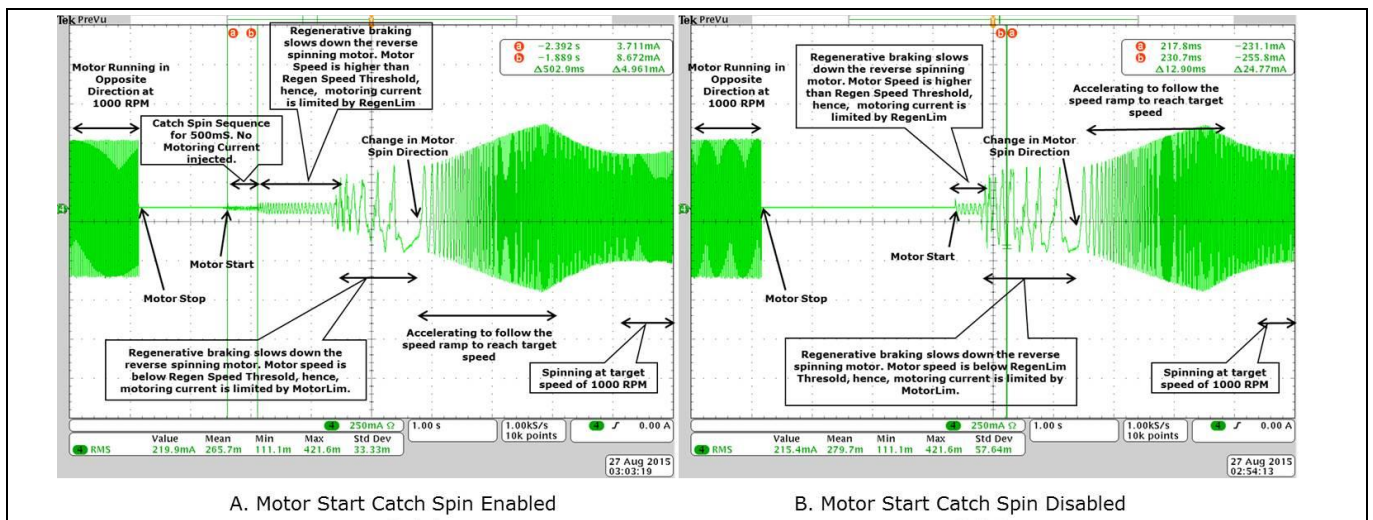 Tek PreVu
a b
a -2.392 s 3.711mA
b -1.889 s 8.672mA
Δ502.9ms Δ4.961mA
Regenerative braking
slows down the reverse
spinning motor. Motor
Speed is higher than
Regen Speed Threshold,
hence, motoring current
is limited by RegenLim
Motor Running in
Opposite
Direction at
1000 RPM
Catch Spin Sequence
for 500mS. No
Motoring Current
injected.
Change in Motor
Spin Direction
4
Motor Start
Motor Stop
Accelerating to follow the
speed ramp to reach target
speed
Regenerative braking slows down the
reverse spinning motor. Motor speed is
below Regen Speed Thresold, hence,
motoring current is limited by MotorLim.
Spinning at target
speed of 1000 RPM
4 250mA Ω
1.00 s
1.00kS/s
10k points
4 0.00 A
Value Mean Min Max Std Dev
4 RMS 219.9mA 265.7m 111.1m 421.6m 33.33m
27 Aug 2015
03:03:19
A. Motor Start Catch Spin Enabled
Tek PreVu
b a
a 217.8ms -231.1mA
b 230.7ms -255.8mA
Δ12.90ms Δ24.77mA
Regenerative braking slows
down the reverse spinning
motor. Motor Speed is higher
than Regen Speed Threshold,
hence, motoring current is
limited by RegenLim
Motor Running in
Opposite
Direction at
1000 RPM
Accelerating to follow the
speed ramp to reach target
speed
Change in Motor
Spin Direction
4
Motor Start
Motor Stop
Regenerative braking slows down the reverse
spinning motor. Motor speed is below RegenLim
Thresold, hence, motoring current is limited by
MotorLim.
Spinning at target
speed of 1000 RPM
4 250mA Ω
1.00 s
1.00kS/s
10k points
4 0.00 A
Value Mean Min Max Std Dev
4 RMS 215.4mA 279.7m 111.1m 421.6m 57.64m
27 Aug 2015
02:54:13
B. Motor Start Catch Spin Disabled